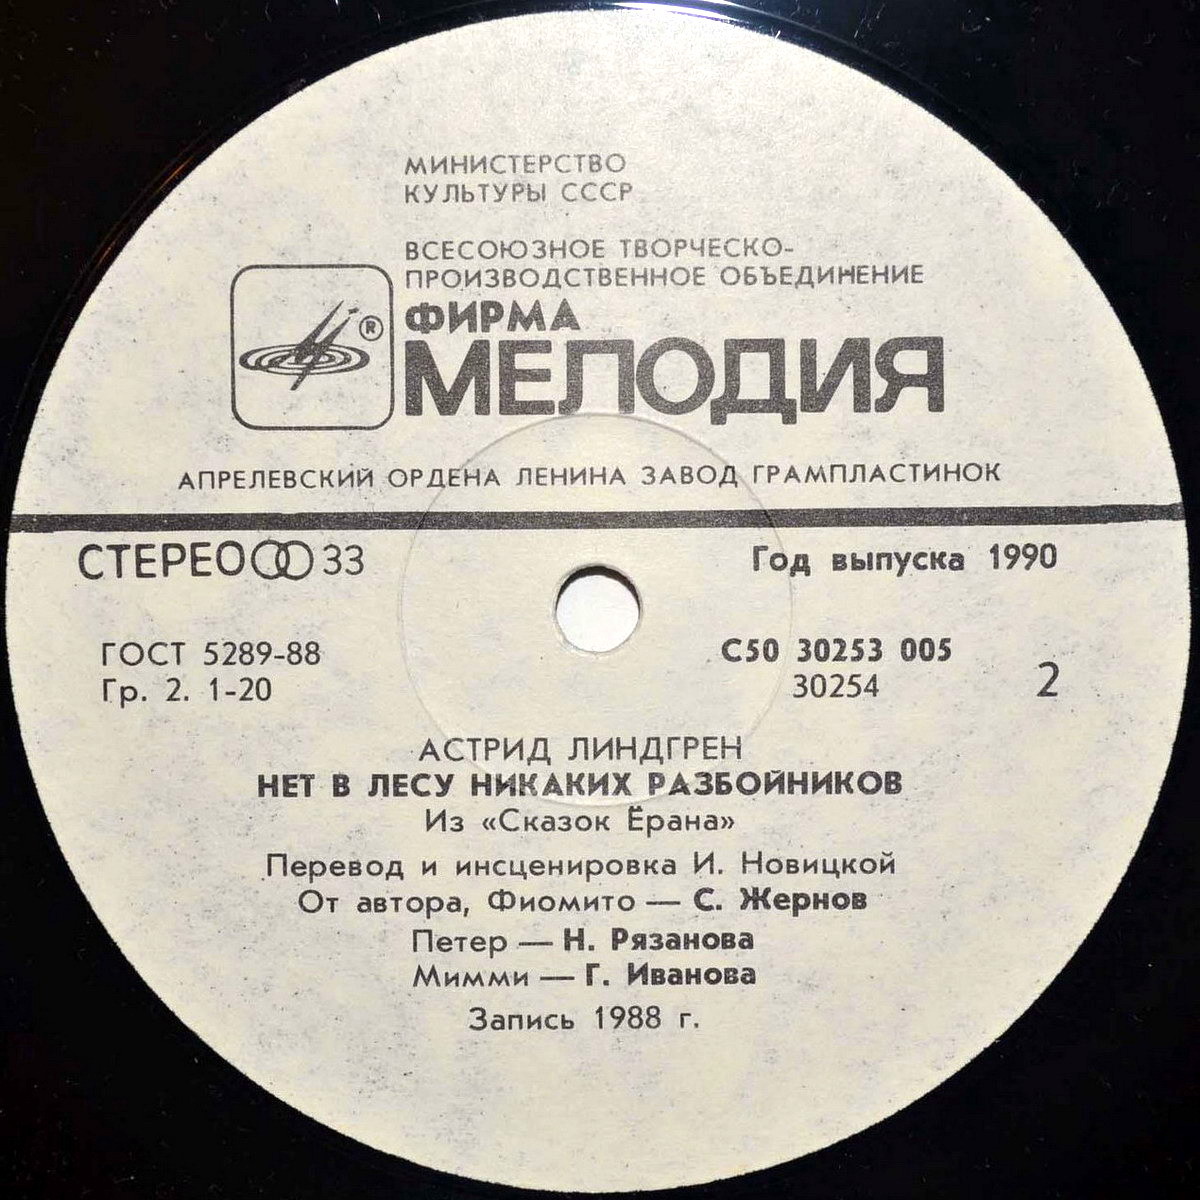 МИНИСТЕРСТВО
КУЛЬТУРЫ СССР
ВСЕСОЮЗНОЕ ТВОРЧЕСКО-
ПРОИЗВОДСТВЕННОЕ ОБЪЕДИНЕНИЕ
®
ФИРМА
МЕЛОДИЯ
АПРЕЛЕВСКИЙ ОРДЕНА ЛЕНИНА ЗАВОД ГРАМПЛАСТИНОК
СТЕРЕО 33
Год выпуска 1990
ГОСТ 5289-88
Гр. 2. 1-20
С50 30253 005
30254
2
АСТРИД ЛИНДГРЕН
НЕТ В ЛЕСУ НИКАКИХ РАЗБОЙНИКОВ
Из «Сказок Ёрана»
Перевод и инсценировка И. Новицкой
От автора, Фиомито — С. Жернов
Петер — Н. Рязанова
Мимми — Г. Иванова
Запись 1988 г.